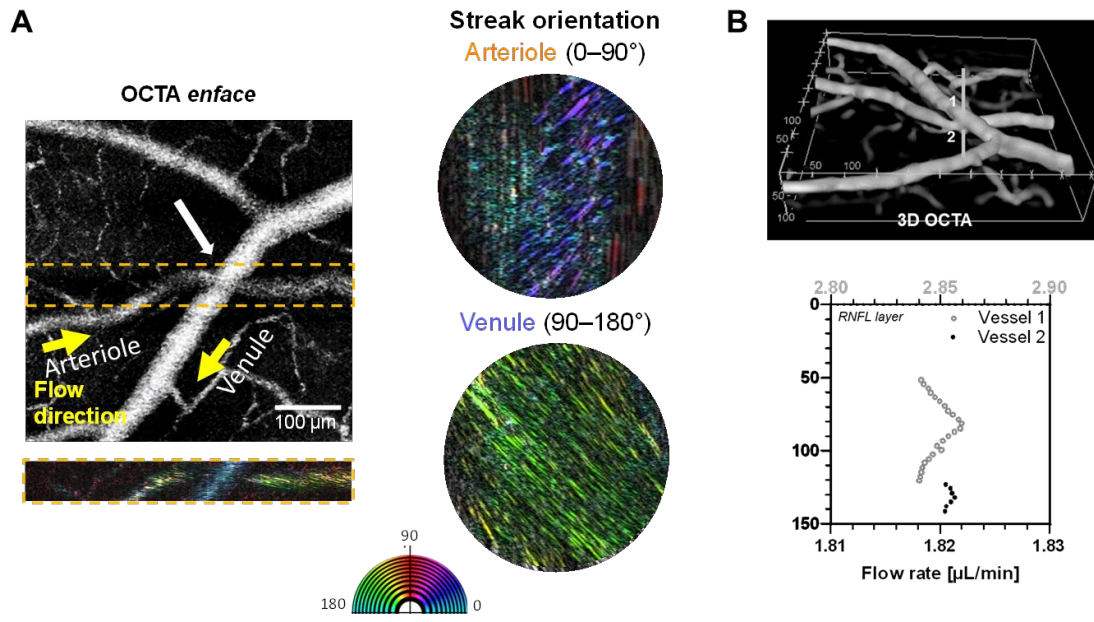 A
Streak orientation
Arteriole (0–90°)
OCTA enface
Arteriole
Venule
Flow
direction
100 µm
Venule (90–180°)
90
180
0
B
1
2
100
50
50
100
50
100
3D OCTA
2.80
2.85
2.90
0
RNFL layer
Vessel 1
Vessel 2
50
100
150
1.81
1.82
1.83
Flow rate [µL/min]